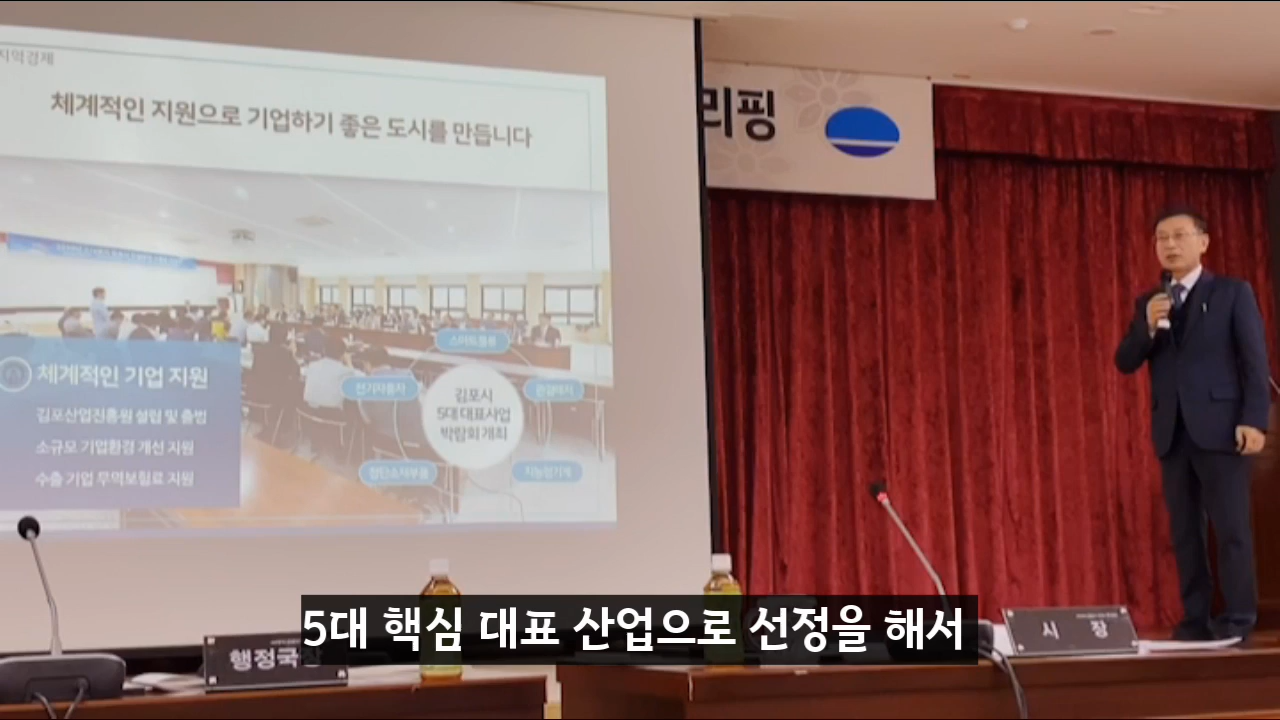 지역경제
체계적인 지원으로 기업하기 좋은 도시를 만듭니다
리핑
체계적인 기업 지원
김포산업진흥원 설립 및 출범
소규모 기업환경 개선 지원
수출 기업 무역보험료 지원
스마트물류
전기자동차
김포시
5대 대표사업
박람회 개최
첨단소재부품
지능형기계
행정국
시 장
5대 핵심 대표 산업으로 선정을 해서